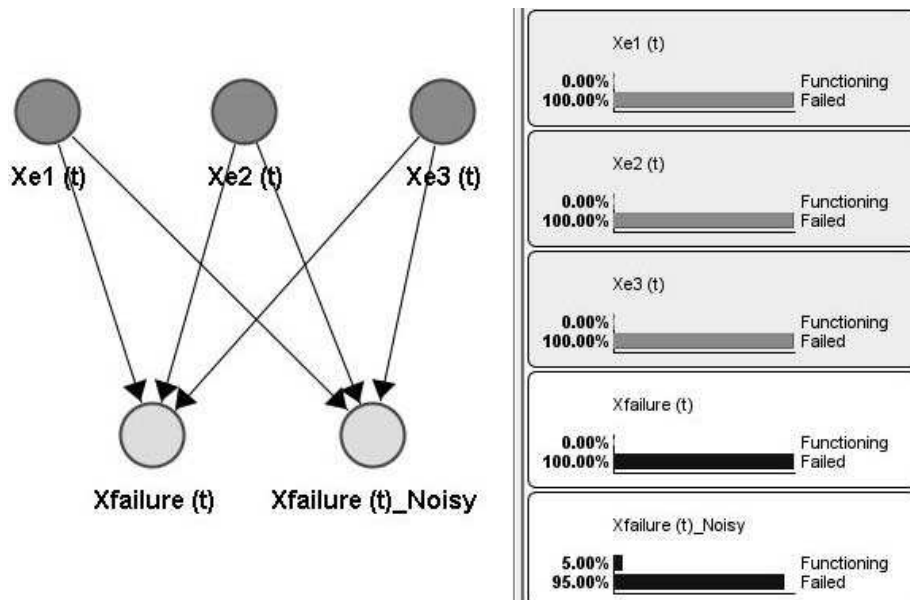 Xe1 (t)
Xe2 (t)
Xe3 (t)
Xfailure (t)
Xfailure (t)_Noisy
Xe1 (t)
0.00% Functioning
100.00% Failed
Xe2 (t)
0.00% Functioning
100.00% Failed
Xe3 (t)
0.00% Functioning
100.00% Failed
Xfailure (t)
0.00% Functioning
100.00% Failed
Xfailure (t)_Noisy
5.00% Functioning
95.00% Failed